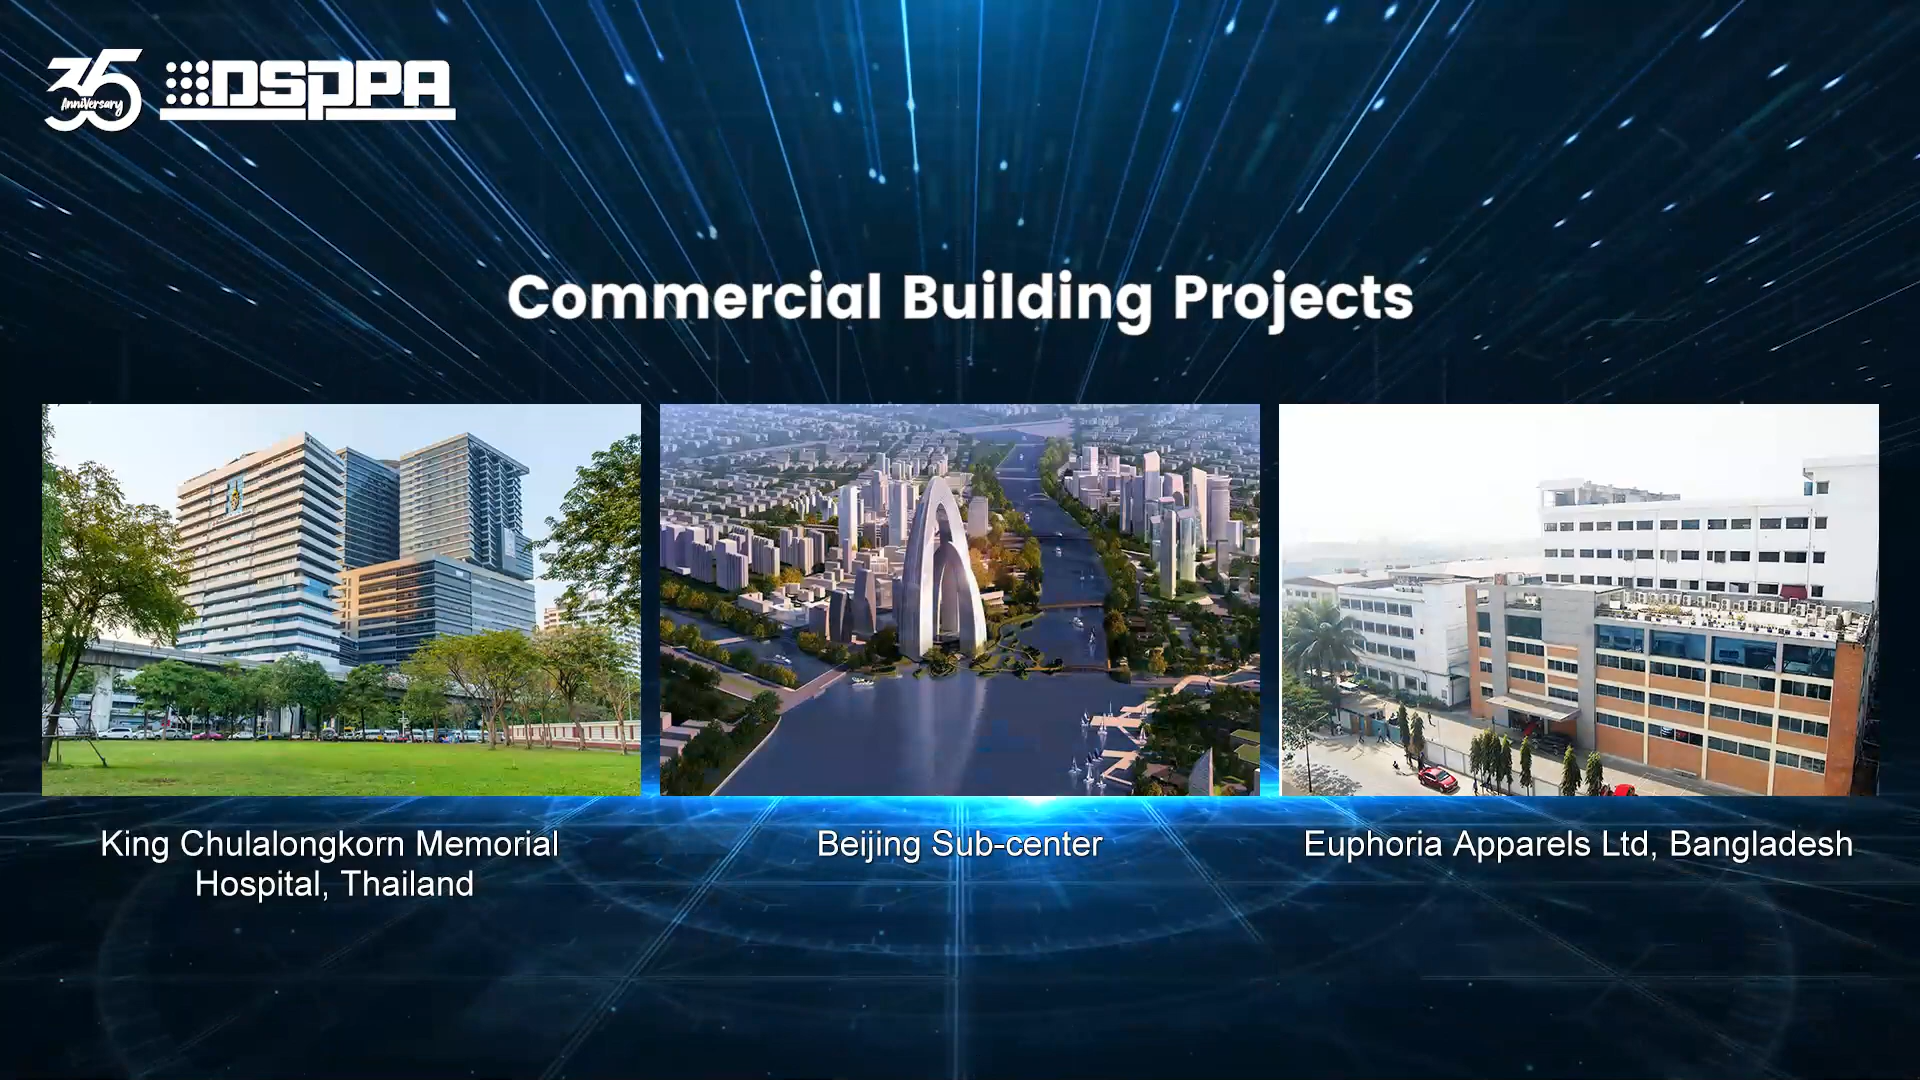 35
AnniVersary
DSPPA
Commercial Building Projects
King Chulalongkorn Memorial
Hospital, Thailand
Beijing Sub-center
Euphoria Apparels Ltd, Bangladesh